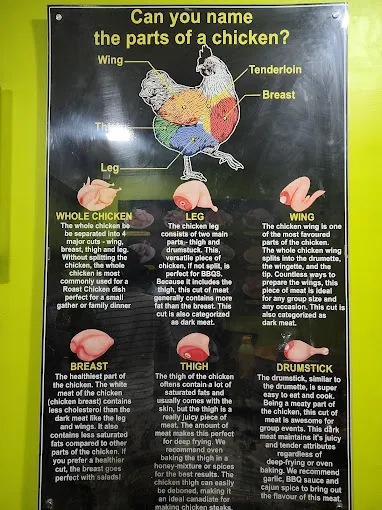 Can you name
the parts of a chicken?
Wing
Tenderloin
Breast
Leg
WHOLE CHICKEN
The whole chicken be
be separated into 4
major cuts - wing,
breast, thigh and leg.
Without splitting the
chicken, the whole
chicken is most
commonly used for a
Roast Chicken dish
perfect for a small
gather or family dinner
LEG
The chicken leg
consists of two main
parts- thigh and
drumstuck. This,
versatile piece of
chicken, if not split, is
perfect for BBQS.
Because it includes the
thigh, this cut of meat
generally contains more
fat than the breast. This
cut is also categorized
as dark meat.
WING
The chicken wing is one
of the most favoured
parts of the chicken.
The whole chicken wing
splits into the drumette,
the wingette, and the
tip. Countless ways to
prepare the wings, this
piece of meat is ideal
for any group size and
any occasion. This cut
is also categorized as
dark meat.
BREAST
The healthiest part of
the chicken. The white
meat of the chicken
(chicken breast) contains
less cholesterol than the
dark meat like the leg
and wings. It also
contains less saturated
fats compared to other
parts of the chicken. If
you prefer a healthier
cut, the breast goes
perfect with salads!
THIGH
The thigh of the chicken
oftens contain a lot of
saturated fats and
usually comes with the
skin, but the thigh is a
really juicy piece of
meat. The amount of
meat makes this perfect
for deep frying. We
recommend oven
baking the thigh in a
honey-mixture or spices
for the best results. The
chicken thigh can easily
be deboned, making it
an ideal canadiate for
making chicken steaks.
DRUMSTICK
The drumstick, similar to
the drumette, is super
easy to eat and cook.
Being a meaty part of
the chicken, this cut of
meat is awesome for
group events. This dark
meat maintains it's juicy
and tender attributes
regardless of
deep-frying or oven
baking. We recommend
garlic, BBQ sauce and
cajun spice to bring out
the flavour of this meat.